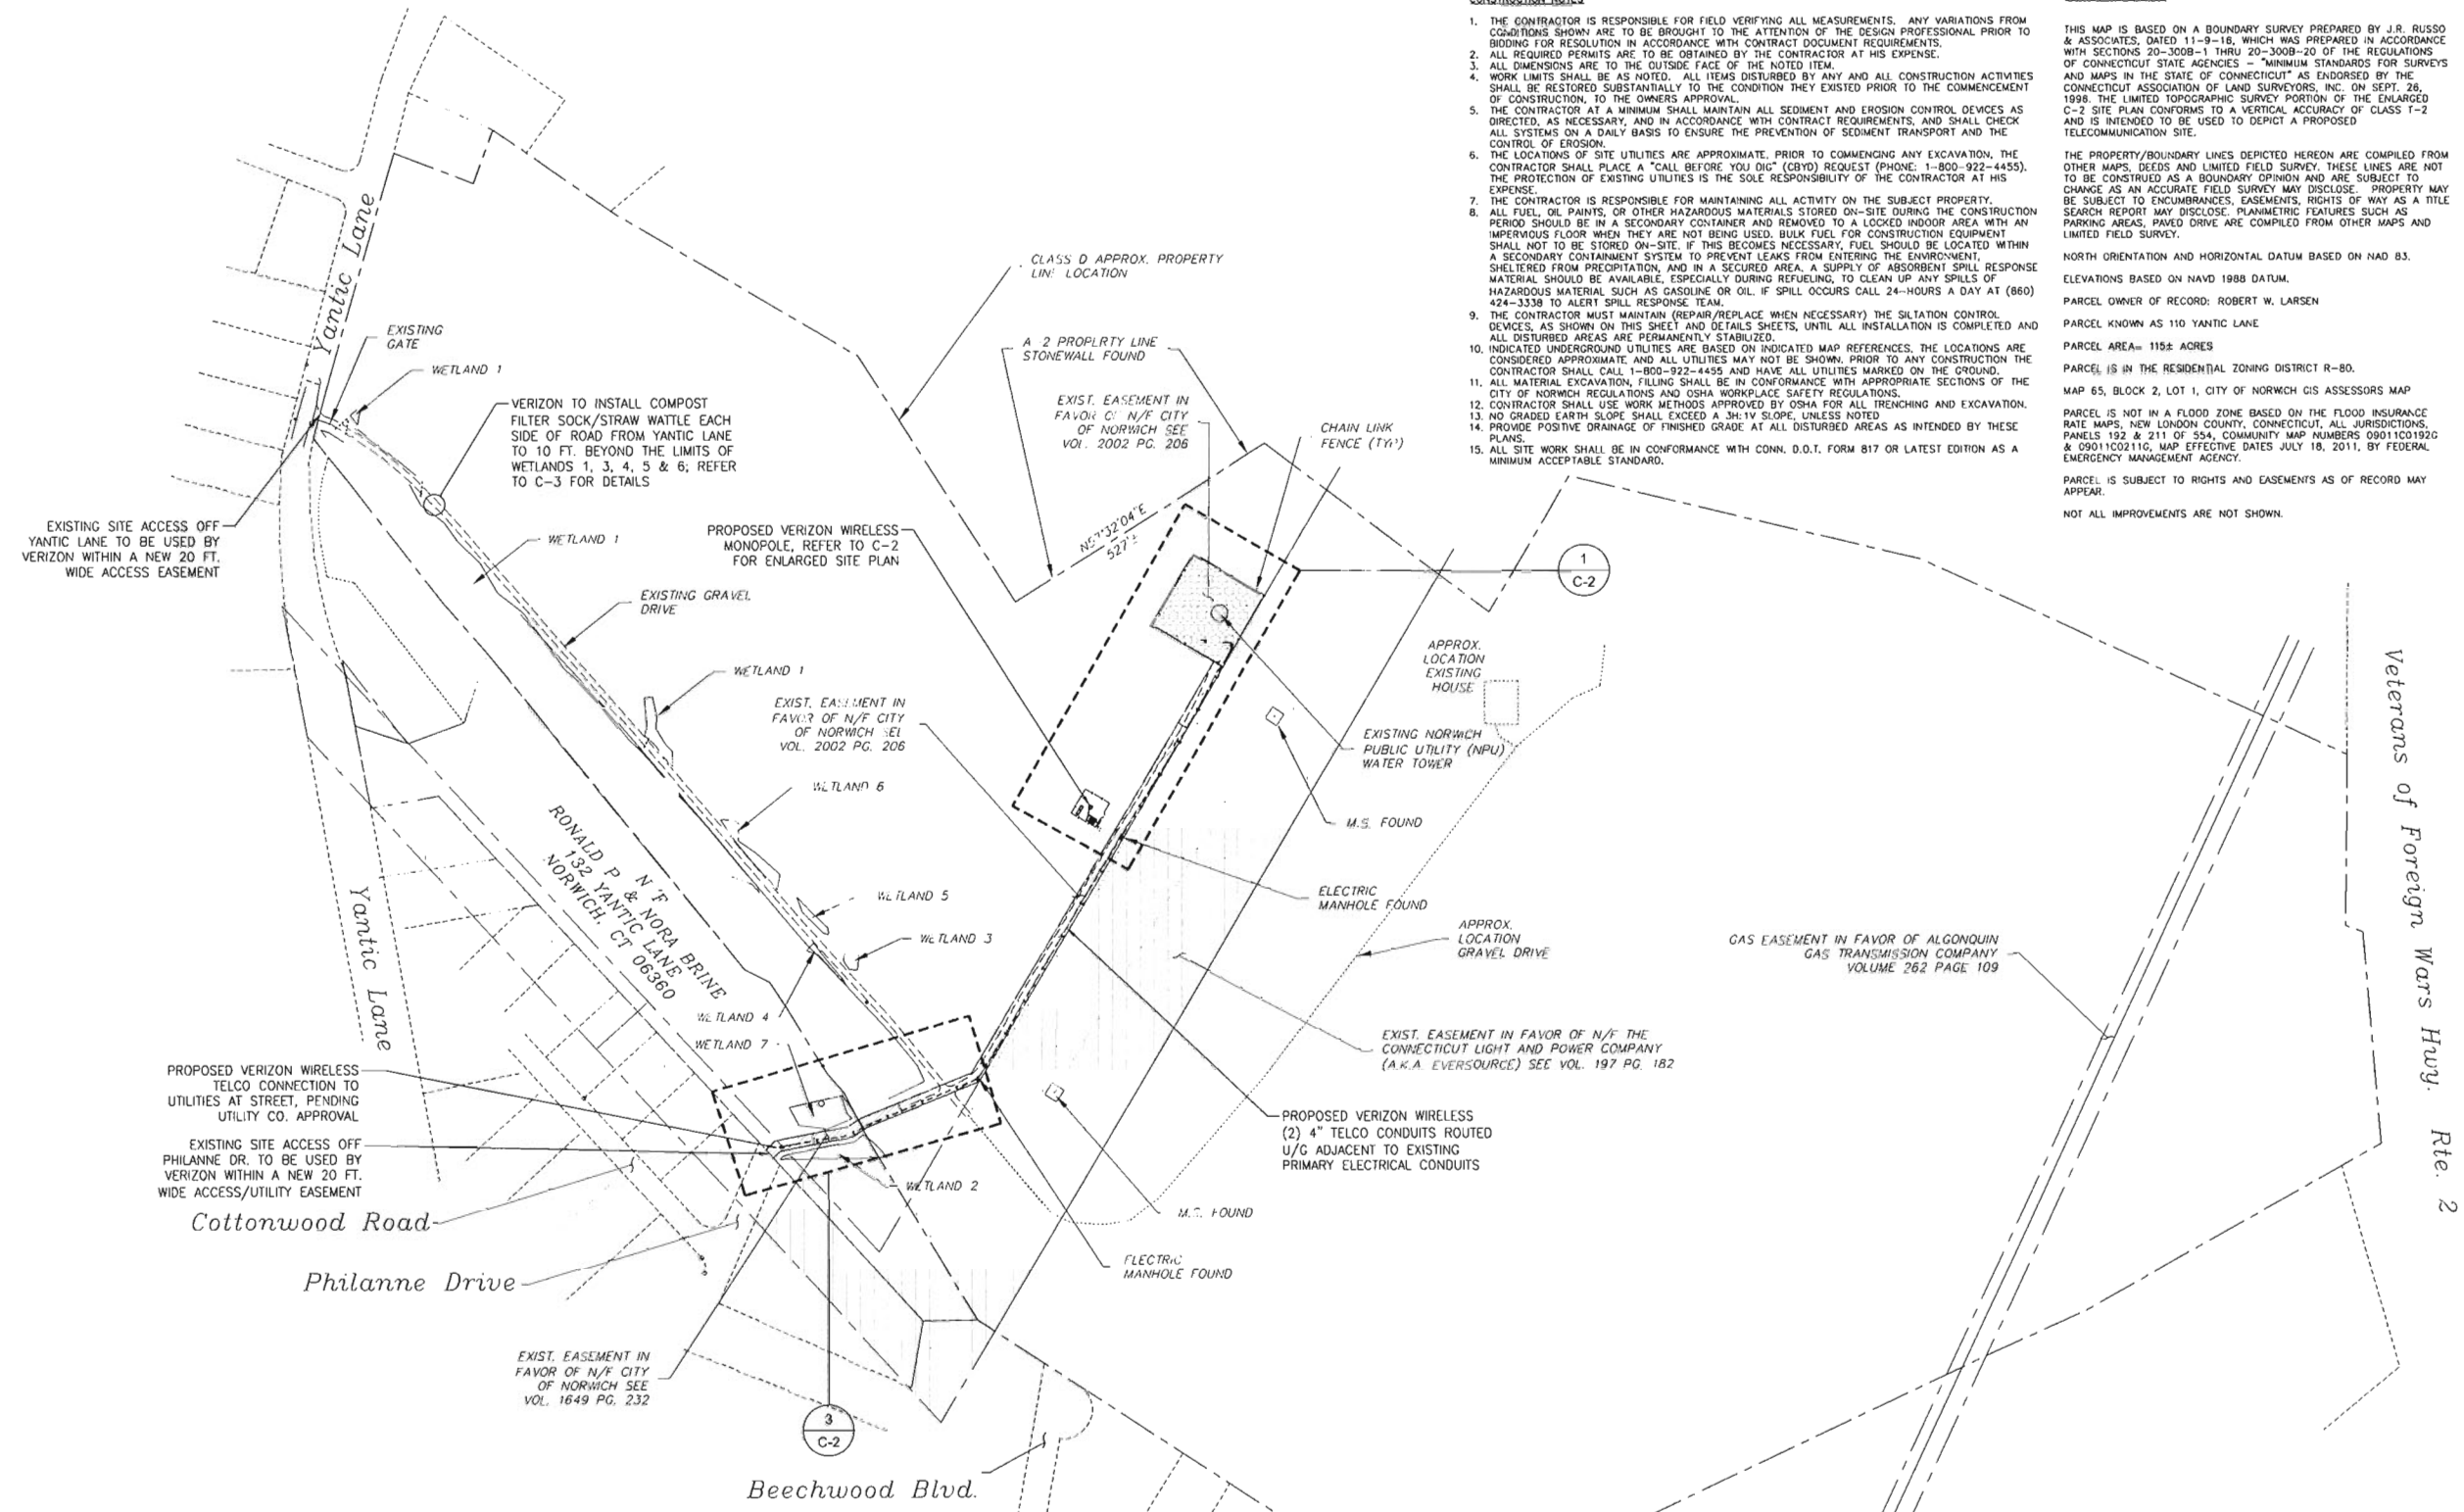 CONSTRUCTION NOTES
1. THE CONTRACTOR IS RESPONSIBLE FOR FIELD VERIFYING ALL MEASUREMENTS. ANY VARIATIONS FROM
CONDITIONS SHOWN ARE TO BE BROUGHT TO THE ATTENTION OF THE DESIGN PROFESSIONAL PRIOR TO
BIDDING FOR RESOLUTION IN ACCORDANCE WITH CONTRACT DOCUMENT REQUIREMENTS.
2. ALL REQUIRED PERMITS ARE TO BE OBTAINED BY THE CONTRACTOR AT HIS EXPENSE.
3. ALL DIMENSIONS ARE TO THE OUTSIDE FACE OF THE NOTED ITEM.
4. WORK LIMITS SHALL BE AS NOTED. ALL ITEMS DISTURBED BY ANY AND ALL CONSTRUCTION ACTIVITIES
SHALL BE RESTORED SUBSTANTIALLY TO THE CONDITION THEY EXISTED PRIOR TO THE COMMENCEMENT
OF CONSTRUCTION, TO THE OWNERS APPROVAL.
5. THE CONTRACTOR AT A MINIMUM SHALL MAINTAIN ALL SEDIMENT AND EROSION CONTROL DEVICES AS
DIRECTED, AS NECESSARY, AND IN ACCORDANCE WITH CONTRACT REQUIREMENTS, AND SHALL CHECK
ALL SYSTEMS ON A DAILY BASIS TO ENSURE THE PREVENTION OF SEDIMENT TRANSPORT AND THE
CONTROL OF EROSION.
6. THE LOCATIONS OF SITE UTILITIES ARE APPROXIMATE. PRIOR TO COMMENCING ANY EXCAVATION, THE
CONTRACTOR SHALL PLACE A "CALL BEFORE YOU DIG" (CBYD) REQUEST (PHONE: 1-800-922-4455).
THE PROTECTION OF EXISTING UTILITIES IS THE SOLE RESPONSIBILITY OF THE CONTRACTOR AT HIS
EXPENSE.
7. THE CONTRACTOR IS RESPONSIBLE FOR MAINTAINING ALL ACTIVITY ON THE SUBJECT PROPERTY.
8. ALL FUEL, OIL PAINTS, OR OTHER HAZARDOUS MATERIALS STORED ON-SITE DURING THE CONSTRUCTION
PERIOD SHOULD BE IN A SECONDARY CONTAINER AND REMOVED TO A LOCKED INDOOR AREA WITH AN
IMPERVIOUS FLOOR WHEN THEY ARE NOT BEING USED. BULK FUEL FOR CONSTRUCTION EQUIPMENT
SHALL NOT TO BE STORED ON-SITE. IF THIS BECOMES NECESSARY, FUEL SHOULD BE LOCATED WITHIN
A SECONDARY CONTAINMENT SYSTEM TO PREVENT LEAKS FROM ENTERING THE ENVIRONMENT,
SHELTERED FROM PRECIPITATION, AND IN A SECURED AREA. A SUPPLY OF ABSORBENT SPILL RESPONSE
MATERIAL SHOULD BE AVAILABLE, ESPECIALLY DURING REFUELING, TO CLEAN UP ANY SPILLS OF
HAZARDOUS MATERIAL SUCH AS GASOLINE OR OIL. IF SPILL OCCURS CALL 24-HOURS A DAY AT (860)
424-3338 TO ALERT SPILL RESPONSE TEAM.
9. THE CONTRACTOR MUST MAINTAIN (REPAIR/REPLACE WHEN NECESSARY) THE SILTATION CONTROL
DEVICES, AS SHOWN ON THIS SHEET AND DETAILS SHEETS, UNTIL ALL INSTALLATION IS COMPLETED AND
ALL DISTURBED AREAS ARE PERMANENTLY STABILIZED.
10. INDICATED UNDERGROUND UTILITIES ARE BASED ON INDICATED MAP REFERENCES. THE LOCATIONS ARE
CONSIDERED APPROXIMATE AND ALL UTILITIES MAY NOT BE SHOWN. PRIOR TO ANY CONSTRUCTION THE
CONTRACTOR SHALL CALL 1-800-922-4455 AND HAVE ALL UTILITIES MARKED ON THE GROUND.
11. ALL MATERIAL EXCAVATION, FILLING SHALL BE IN CONFORMANCE WITH APPROPRIATE SECTIONS OF THE
CITY OF NORWICH REGULATIONS AND OSHA WORKPLACE SAFETY REGULATIONS.
12. CONTRACTOR SHALL USE WORK METHODS APPROVED BY OSHA FOR ALL TRENCHING AND EXCAVATION.
13. NO GRADED EARTH SLOPE SHALL EXCEED A 3H:1V SLOPE, UNLESS NOTED
14. PROVIDE POSITIVE DRAINAGE OF FINISHED GRADE AT ALL DISTURBED AREAS AS INTENDED BY THESE
PLANS.
15. ALL SITE WORK SHALL BE IN CONFORMANCE WITH CONN. D.O.T. FORM 817 OR LATEST EDITION AS A
MINIMUM ACCEPTABLE STANDARD.
THIS MAP IS BASED ON A BOUNDARY SURVEY PREPARED BY J.R. RUSSO
& ASSOCIATES, DATED 11-9-16, WHICH WAS PREPARED IN ACCORDANCE
WITH SECTIONS 20-300B-1 THRU 20-300B-20 OF THE REGULATIONS
OF CONNECTICUT STATE AGENCIES - "MINIMUM STANDARDS FOR SURVEYS
AND MAPS IN THE STATE OF CONNECTICUT" AS ENDORSED BY THE
CONNECTICUT ASSOCIATION OF LAND SURVEYORS, INC. ON SEPT. 26,
1996. THE LIMITED TOPOGRAPHIC SURVEY PORTION OF THE ENLARGED
C-2 SITE PLAN CONFORMS TO A VERTICAL ACCURACY OF CLASS T-2
AND IS INTENDED TO BE USED TO DEPICT A PROPOSED
TELECOMMUNICATION SITE.
THE PROPERTY/BOUNDARY LINES DEPICTED HEREON ARE COMPILED FROM
OTHER MAPS, DEEDS AND LIMITED FIELD SURVEY. THESE LINES ARE NOT
TO BE CONSTRUED AS A BOUNDARY OPINION AND ARE SUBJECT TO
CHANGE AS AN ACCURATE FIELD SURVEY MAY DISCLOSE. PROPERTY MAY
BE SUBJECT TO ENCUMBRANCES, EASEMENTS, RIGHTS OF WAY AS A TITLE
SEARCH REPORT MAY DISCLOSE. PLANIMETRIC FEATURES SUCH AS
PARKING AREAS, PAVED DRIVE ARE COMPILED FROM OTHER MAPS AND
LIMITED FIELD SURVEY.
NORTH ORIENTATION AND HORIZONTAL DATUM BASED ON NAD 83.
ELEVATIONS BASED ON NAVD 1988 DATUM.
PARCEL OWNER OF RECORD: ROBERT W. LARSEN
PARCEL KNOWN AS 110 YANTIC LANE
PARCEL AREA= 115± ACRES
PARCEL IS IN THE RESIDENTIAL ZONING DISTRICT R-80.
MAP 65, BLOCK 2, LOT 1, CITY OF NORWICH GIS ASSESSORS MAP
PARCEL IS NOT IN A FLOOD ZONE BASED ON THE FLOOD INSURANCE
RATE MAPS, NEW LONDON COUNTY, CONNECTICUT, ALL JURISDICTIONS,
PANELS 192 & 211 OF 554, COMMUNITY MAP NUMBERS 09011C0192G
& 09011C0211G, MAP EFFECTIVE DATES JULY 18, 2011, BY FEDERAL
EMERGENCY MANAGEMENT AGENCY.
PARCEL IS SUBJECT TO RIGHTS AND EASEMENTS AS OF RECORD MAY
APPEAR.
NOT ALL IMPROVEMENTS ARE NOT SHOWN.
Yantic Lane
CLASS D APPROX. PROPERTY
LINE LOCATION
EXISTING
GATE
WETLAND 1
A 2 PROPERTY LINE
STONEWALL FOUND
VERIZON TO INSTALL COMPOST
FILTER SOCK/STRAW WATTLE EACH
SIDE OF ROAD FROM YANTIC LANE
TO 10 FT. BEYOND THE LIMITS OF
WETLANDS 1, 3, 4, 5 & 6; REFER
TO C-3 FOR DETAILS
EXIST. EASEMENT IN
FAVOR OF N/F CITY
OF NORWICH SEE
VOL. 2002 PG. 206
CHAIN LINK
FENCE (TYP)
EXISTING SITE ACCESS OFF
YANTIC LANE TO BE USED BY
VERIZON WITHIN A NEW 20 FT.
WIDE ACCESS EASEMENT
WETLAND 1
PROPOSED VERIZON WIRELESS
MONOPOLE, REFER TO C-2
FOR ENLARGED SITE PLAN
N57°32'04"E
527'±
1
C-2
EXISTING GRAVEL
DRIVE
APPROX.
LOCATION
EXISTING
HOUSE
WETLAND 1
EXIST. EASEMENT IN
FAVOR OF N/F CITY
OF NORWICH SEE
VOL. 2002 PG. 206
EXISTING NORWICH
PUBLIC UTILITY (NPU)
WATER TOWER
Veterans of Foreign Wars Hwy. Rte. 2
WETLAND 6
M.S. FOUND
N/F
RONALD P & NORA BRINE
132 YANTIC LANE
NORWICH, CT 06360
WETLAND 5
ELECTRIC
MANHOLE FOUND
Yantic Lane
WETLAND 3
APPROX.
LOCATION
GRAVEL DRIVE
GAS EASEMENT IN FAVOR OF ALGONQUIN
GAS TRANSMISSION COMPANY
VOLUME 262 PAGE 109
WETLAND 4
WETLAND 7
EXIST. EASEMENT IN FAVOR OF N/F THE
CONNECTICUT LIGHT AND POWER COMPANY
(A.K.A. EVERSOURCE) SEE VOL. 197 PG. 182
PROPOSED VERIZON WIRELESS
TELCO CONNECTION TO
UTILITIES AT STREET, PENDING
UTILITY CO. APPROVAL
PROPOSED VERIZON WIRELESS
(2) 4" TELCO CONDUITS ROUTED
U/G ADJACENT TO EXISTING
PRIMARY ELECTRICAL CONDUITS
EXISTING SITE ACCESS OFF
PHILANNE DR. TO BE USED BY
VERIZON WITHIN A NEW 20 FT.
WIDE ACCESS/UTILITY EASEMENT
WETLAND 2
Cottonwood Road
M.S. FOUND
Philanne Drive
ELECTRIC
MANHOLE FOUND
EXIST. EASEMENT IN
FAVOR OF N/F CITY
OF NORWICH SEE
VOL. 1649 PG. 232
3
C-2
Beechwood Blvd.